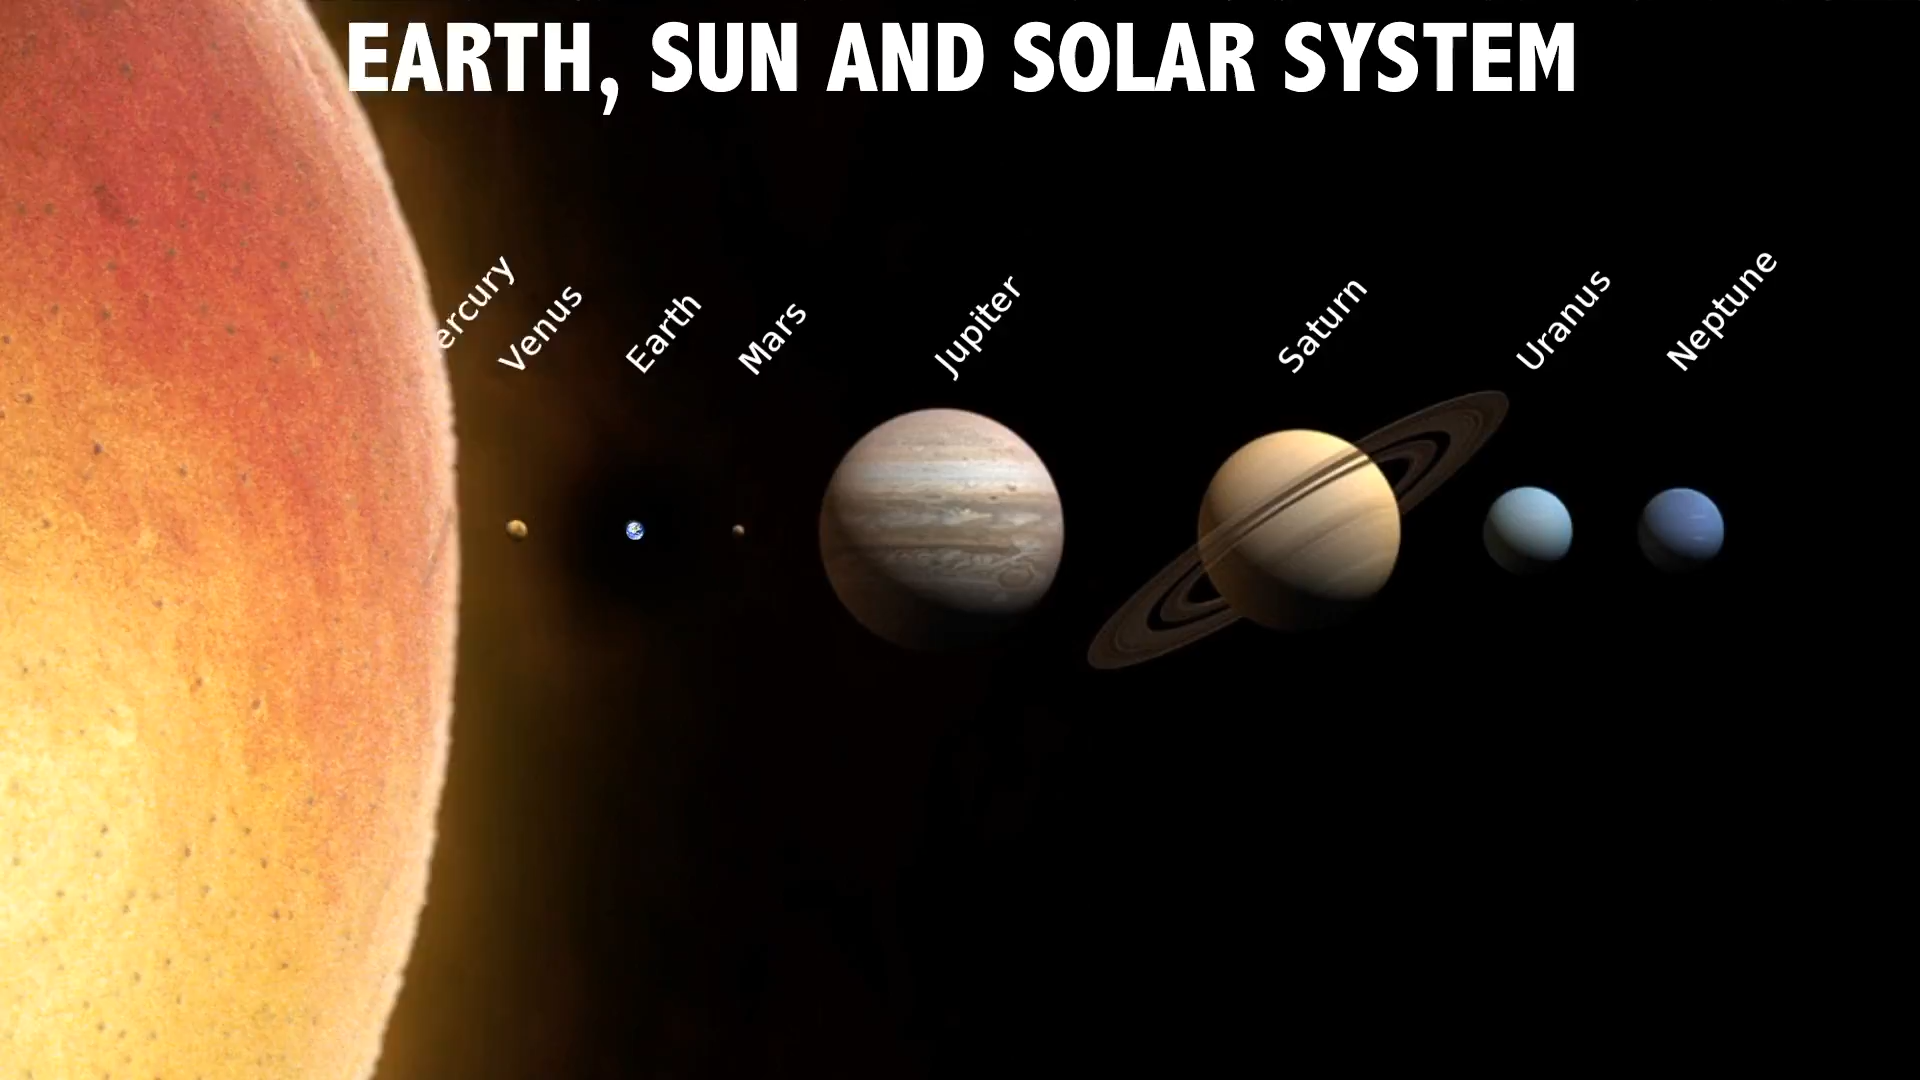 EARTH, SUN AND SOLAR SYSTEM
ercury
Venus
Earth
Mars
Jupiter
Saturn
Uranus
Neptune